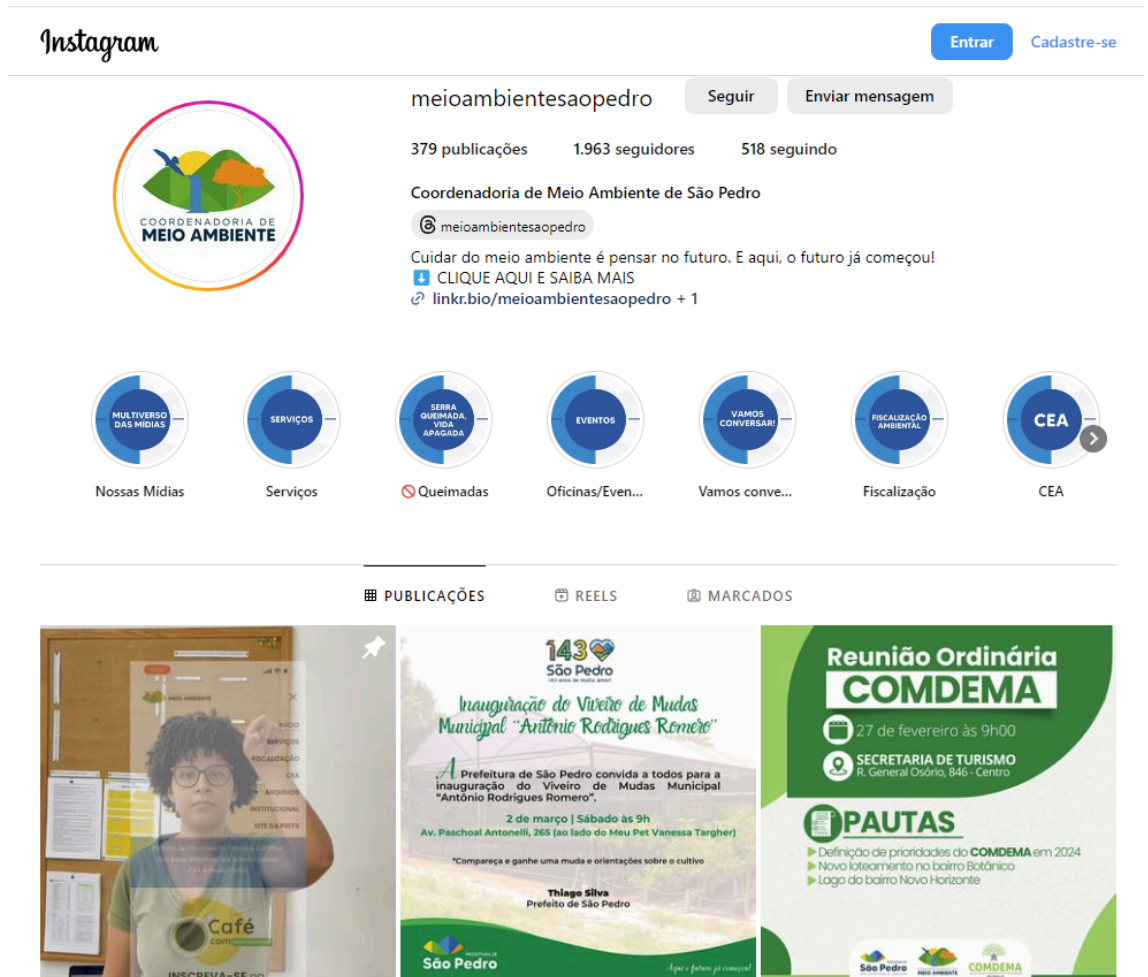 Instagram
Entrar
Cadastre-se
meioambientesaopedro
Seguir
Enviar mensagem
379 publicações
1.963 seguidores
518 seguindo
COORDENADORIA DE
MEIO AMBIENTE
Coordenadoria de Meio Ambiente de São Pedro
meioambientesaopedro
Cuidar do meio ambiente é pensar no futuro. E aqui, o futuro já começou!
CLIQUE AQUI E SAIBA MAIS
linkr.bio/meioambientesaopedro + 1
MULTIVERSO
DAS MÍDIAS
SERVIÇOS
SERRA
QUEIMADA,
VIDA
APAGADA
EVENTOS
VAMOS
CONVERSAR!
FISCALIZAÇÃO
AMBIENTAL
CEA
Nossas Mídias
Serviços
Queimadas
Oficinas/Even...
Vamos conve...
Fiscalização
CEA
PUBLICAÇÕES
REELS
MARCADOS
MEIO AMBIENTE
INÍCIO
SERVIÇOS
FISCALIZAÇÃO
CEA
ARQUIVOS
INSTITUCIONAL
SITE DA PREFS
Café
com
INSCREVA-SE no
143
São Pedro
Inauguração do Viveiro de Mudas
Municipal "Antônio Rodrigues Romero"
A Prefeitura de São Pedro convida a todos para a
inauguração do Viveiro de Mudas Municipal
"Antônio Rodrigues Romero".
2 de março | Sábado às 9h
Av. Paschoal Antonelli, 265 (ao lado do Meu Pet Vanessa Targher)
*Compareça e ganhe uma muda e orientações sobre o cultivo
Thiago Silva
Prefeito de São Pedro
PREFEITURA DE
São Pedro
Aqui o futuro já começou!
Reunião Ordinária
COMDEMA
27 de fevereiro às 9h00
SECRETARIA DE TURISMO
R. General Osório, 846 - Centro
PAUTAS
Definição de prioridades do COMDEMA em 2024
Novo loteamento no bairro Botânico
Lago do bairro Novo Horizonte
São Pedro
MEIO AMBIENTE
COMDEMA